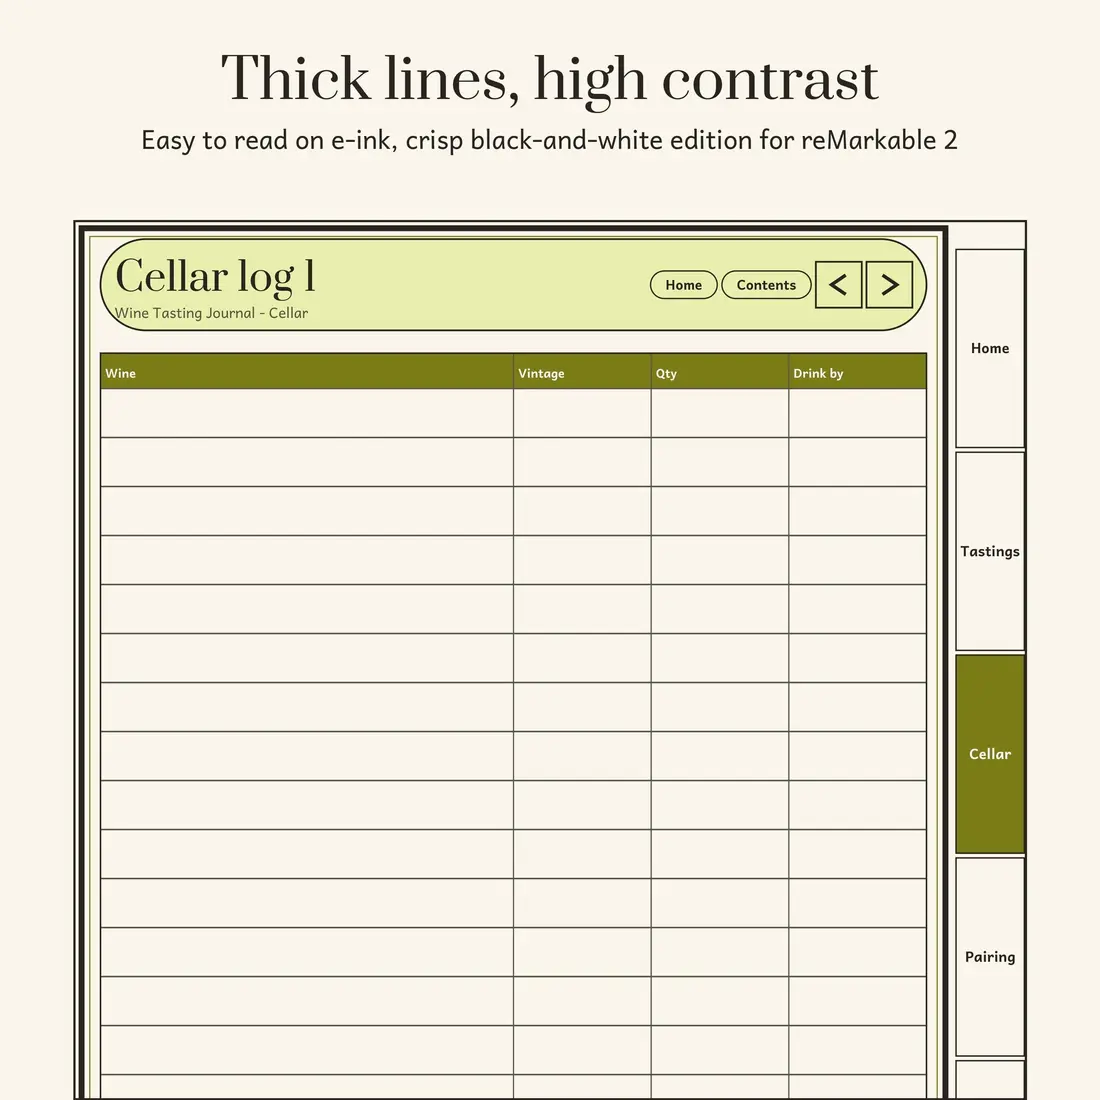 Thick lines, high contrast
Easy to read on e-ink, crisp black-and-white edition for reMarkable 2
Cellar log 1
Wine Tasting Journal - Cellar
Home
Contents
<
>
Wine
Vintage
Qty
Drink by
Home
Tastings
Cellar
Pairing